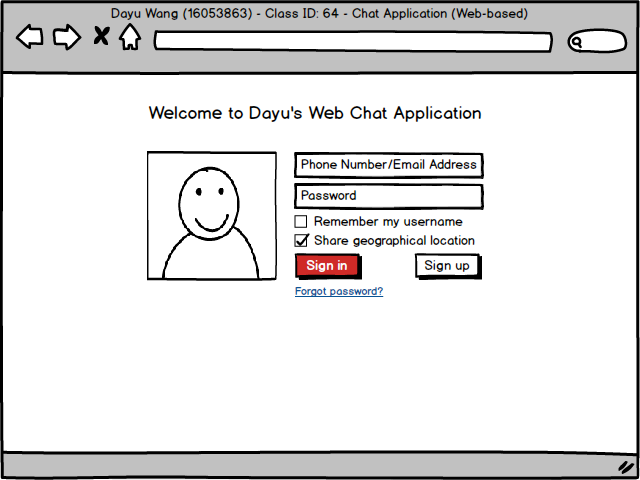 Dayu Wang (16053863) - Class ID: 64 - Chat Application (Web-based)
Welcome to Dayu's Web Chat Application
Phone Number/Email Address
Password
Remember my username
Share geographical location
Sign in Sign up
Forgot password?